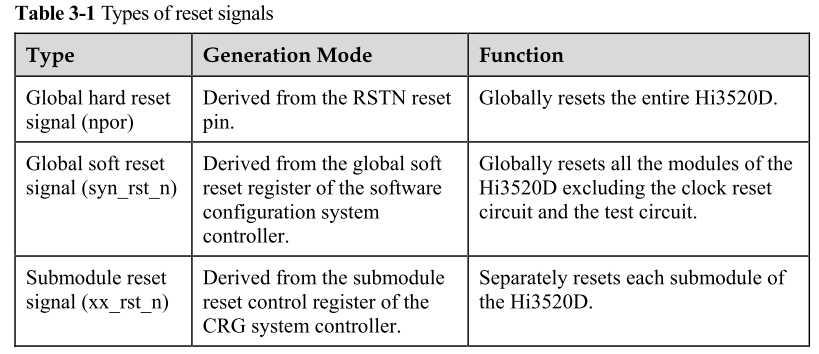 Table 3-1 Types of reset signals
Type
Generation Mode
Function
Global hard reset
signal (npor)
Derived from the RSTN reset
pin.
Globally resets the entire Hi3520D.
Global soft reset
signal (syn_rst_n)
Derived from the global soft
reset register of the software
configuration system
controller.
Globally resets all the modules of the
Hi3520D excluding the clock reset
circuit and the test circuit.
Submodule reset
signal (xx_rst_n)
Derived from the submodule
reset control register of the
CRG system controller.
Separately resets each submodule of
the Hi3520D.